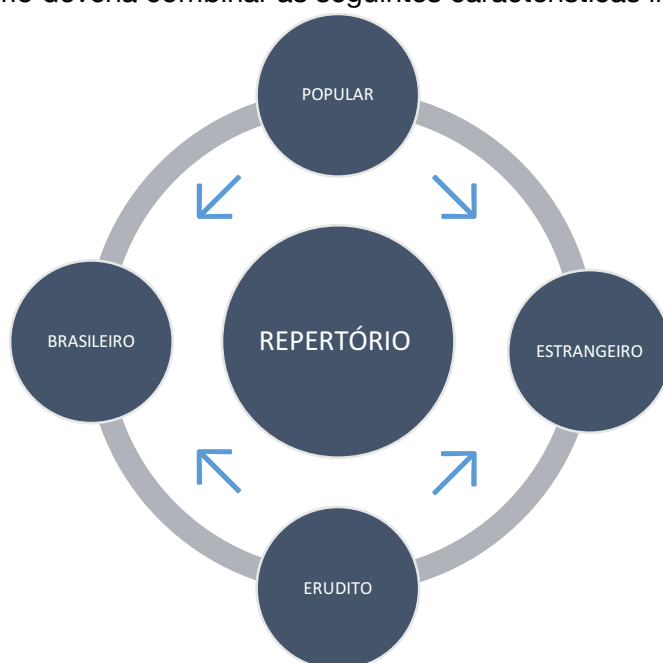 deveria combinar as seguintes características
POPULAR
BRASILEIRO
REPERTÓRIO
ESTRANGEIRO
ERUDITO